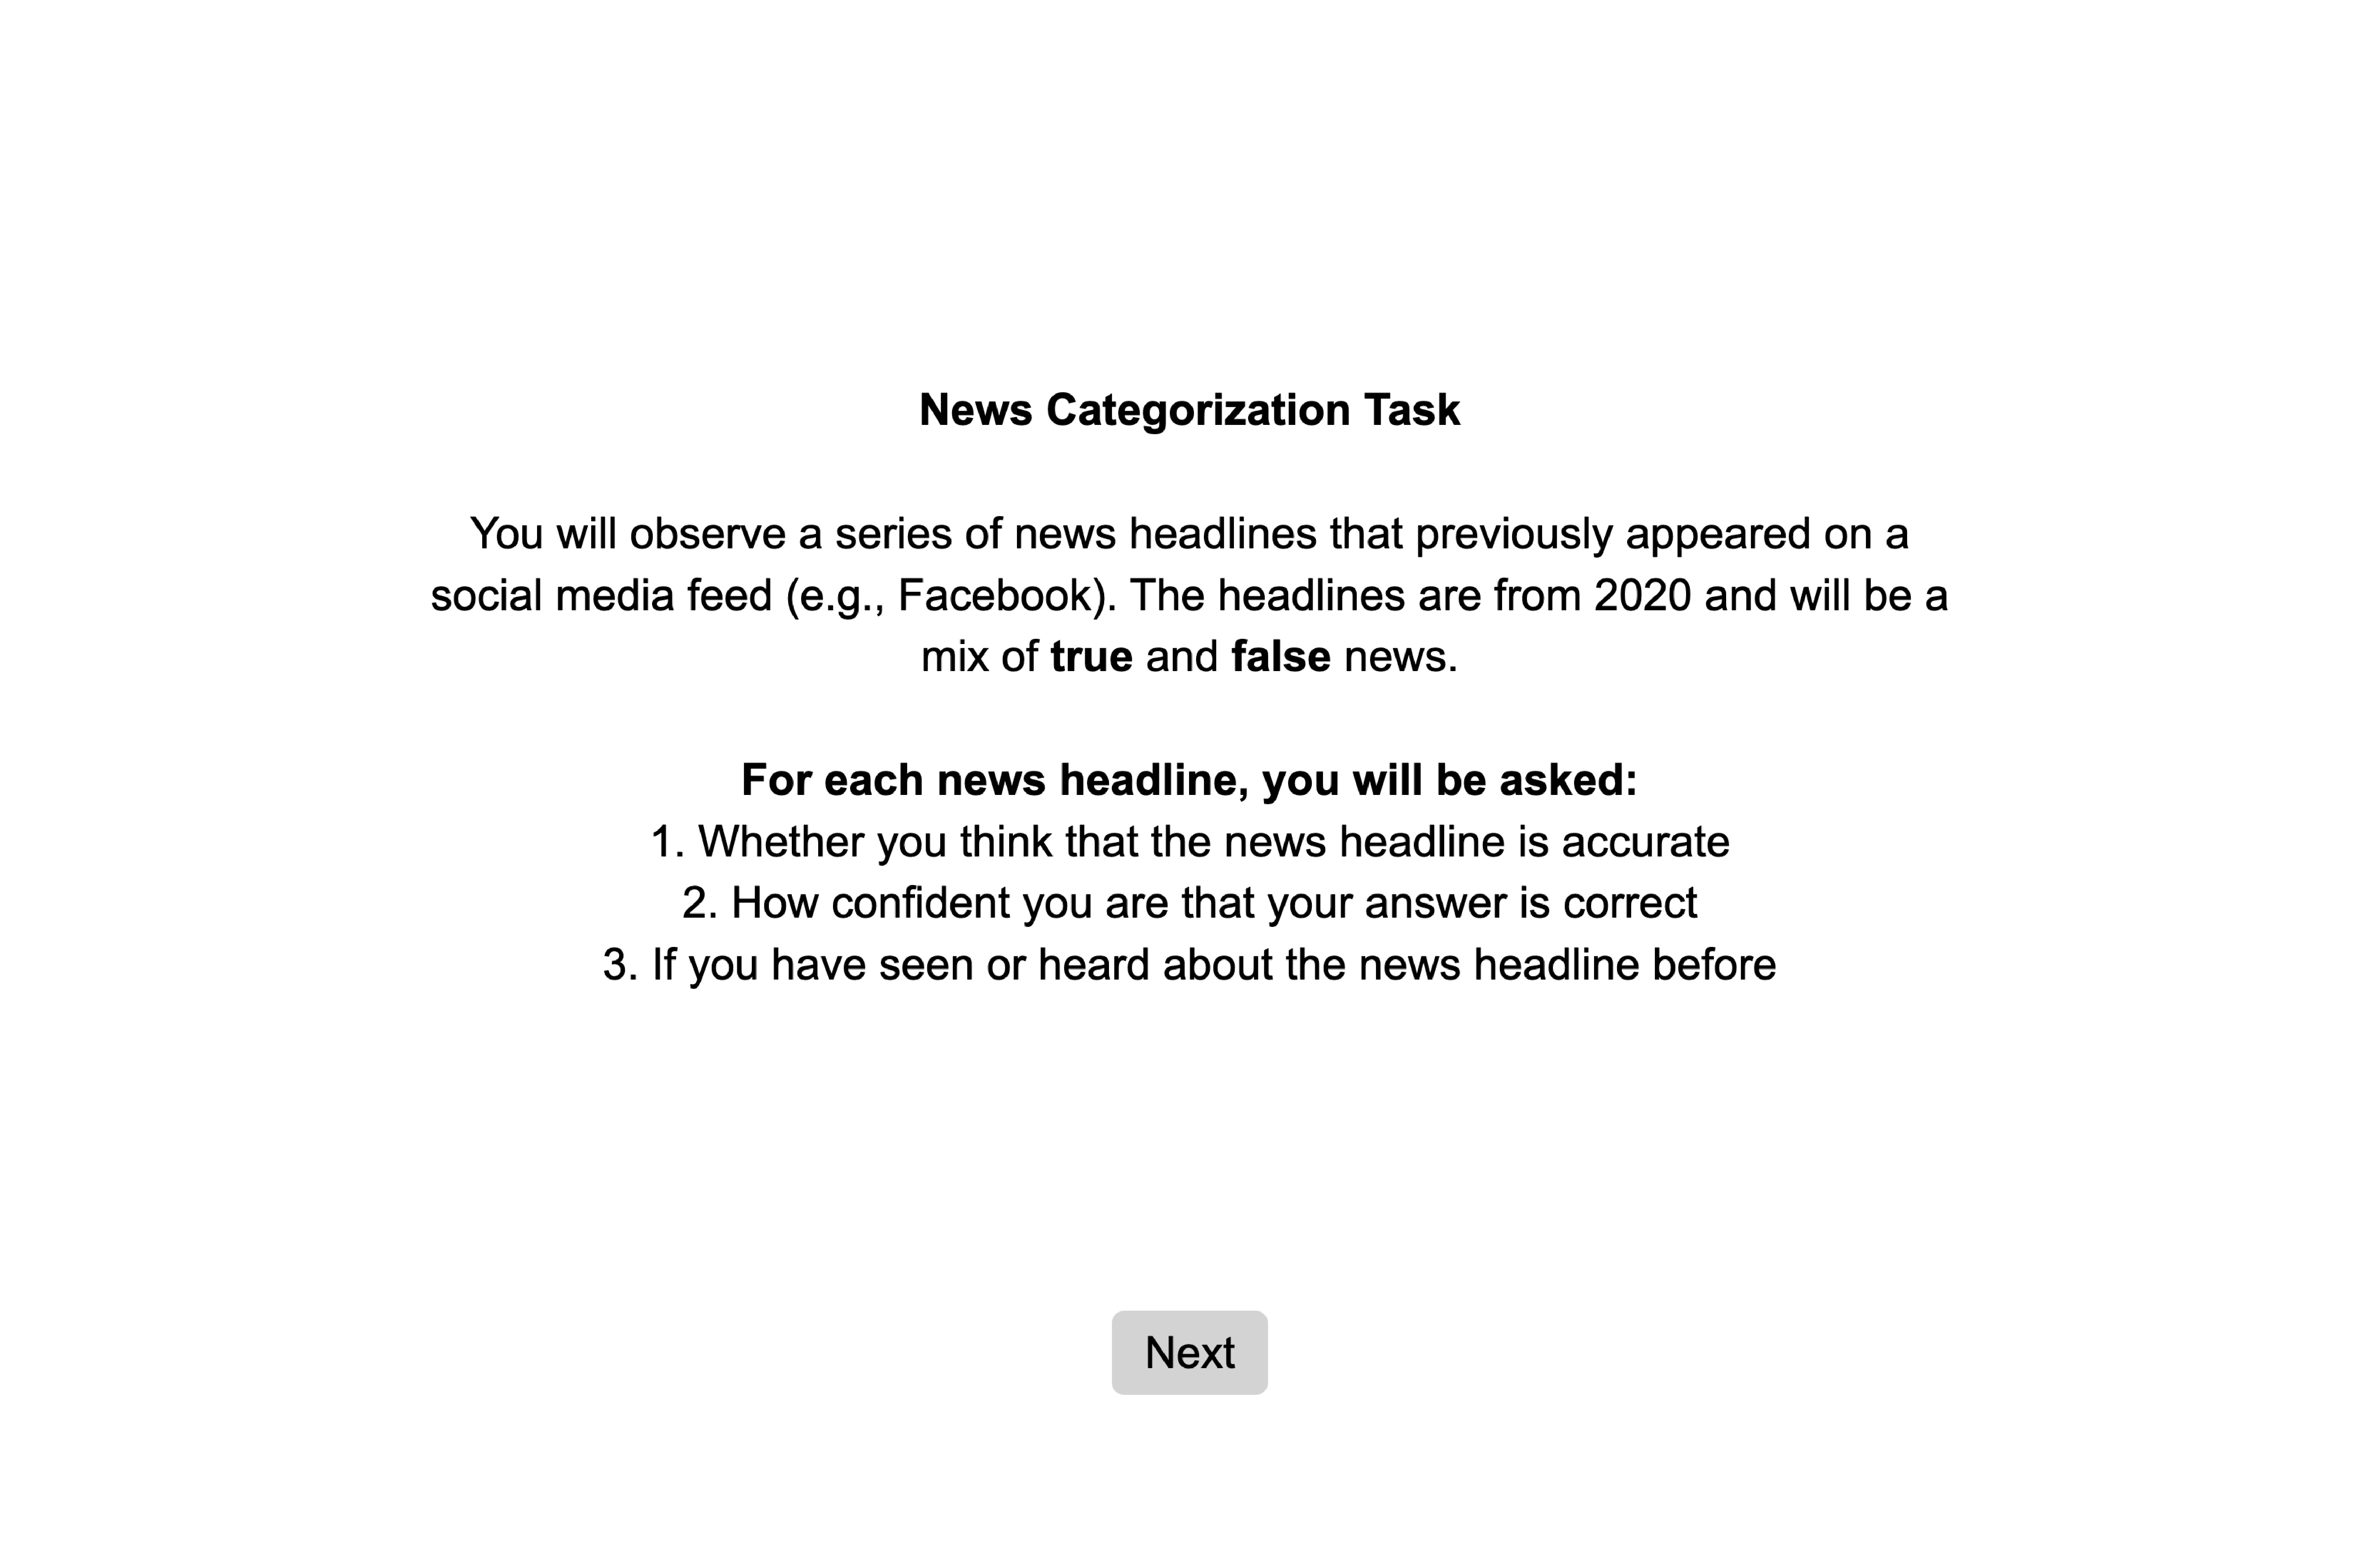 News Categorization Task
You will observe a series of news headlines that previously appeared on a
social media feed (e.g., Facebook). The headlines are from 2020 and will be a
mix of true and false news.
For each news headline, you will be asked:
1. Whether you think that the news headline is accurate
2. How confident you are that your answer is correct
3. If you have seen or heard about the news headline before
Next